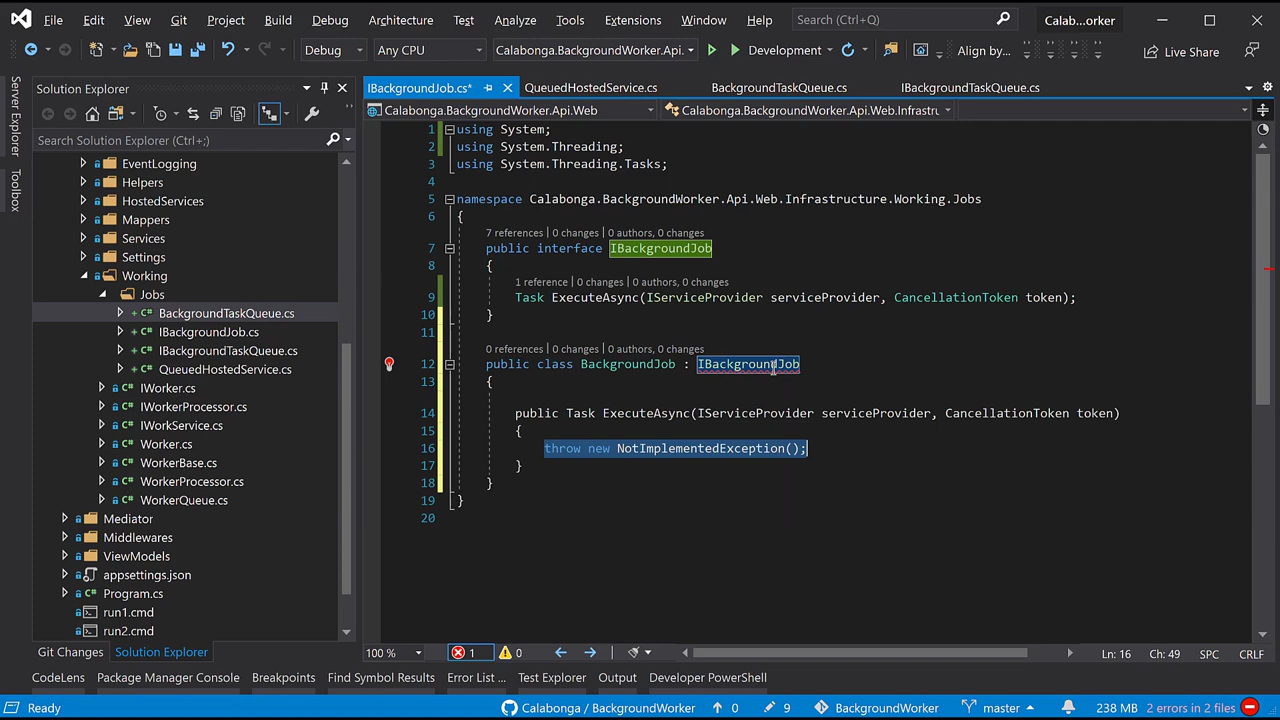 File Edit View Git Project Build Debug Architecture Test Analyze Tools Extensions Window Help Search (Ctrl+Q) Calab...orker
Debug Any CPU Calabonga.BackgroundWorker.Api. Development Align by... Live Share
Server Explorer
Toolbox
Solution Explorer
Search Solution Explorer (Ctrl+;)
EventLogging
Helpers
HostedServices
Mappers
Services
Settings
Working
Jobs
C# BackgroundTaskQueue.cs
C# IBackgroundJob.cs
C# IBackgroundTaskQueue.cs
C# QueuedHostedService.cs
C# IWorker.cs
C# IWorkerProcessor.cs
C# IWorkService.cs
C# Worker.cs
C# WorkerBase.cs
C# WorkerProcessor.cs
C# WorkerQueue.cs
Mediator
Middlewares
ViewModels
appsettings.json
C# Program.cs
run1.cmd
run2.cmd
Git Changes Solution Explorer
IBackgroundJob.cs* QueuedHostedService.cs BackgroundTaskQueue.cs IBackgroundTaskQueue.cs
Calabonga.BackgroundWorker.Api.Web Calabonga.BackgroundWorker.Api.Web.Infrastruc
1 using System;
2 using System.Threading;
3 using System.Threading.Tasks;
4
5 namespace Calabonga.BackgroundWorker.Api.Web.Infrastructure.Working.Jobs
6 {
7 references | 0 changes | 0 authors, 0 changes
7 public interface IBackgroundJob
8 {
1 reference | 0 changes | 0 authors, 0 changes
9 Task ExecuteAsync(IServiceProvider serviceProvider, CancellationToken token);
10 }
11
0 references | 0 changes | 0 authors, 0 changes
12 public class BackgroundJob : IBackgroundJob
13 {
14 public Task ExecuteAsync(IServiceProvider serviceProvider, CancellationToken token)
15 {
16 throw new NotImplementedException();
17 }
18 }
19 }
20
100 % 1 0 Ln: 16 Ch: 49 SPC CRLF
CodeLens Package Manager Console Breakpoints Find Symbol Results Error List ... Test Explorer Output Developer PowerShell
Ready Calabonga / BackgroundWorker 0 9 BackgroundWorker master 238 MB 2 errors in 2 files